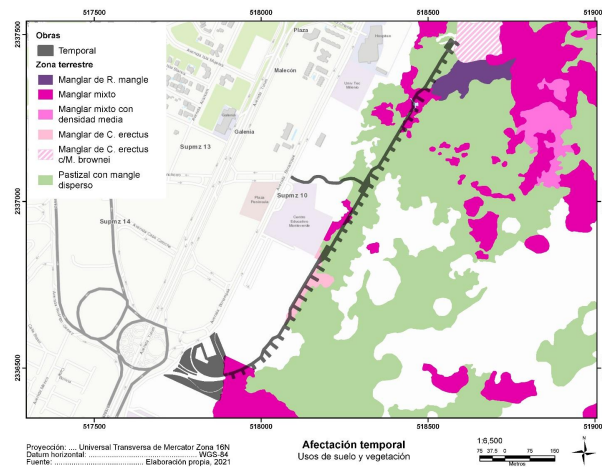 517500 518000 518500 51900
2337500
Obras
Temporal
Zona terrestre
Manglar de R. mangle
Manglar mixto
Manglar mixto con
densidad media
Manglar de C. erectus
Manglar de C. erectus
c/M. brownei
Pastizal con mangle
disperso
Plaza
Malecon
Galenia
Supmz 13
2337000
Supmz 10
Supmz 14
2336500
517500 518000 518500 51900
Proyección: .... Universal Transversa de Mercator Zona 16N
Datum horizontal: .......................... WGS-84
Fuente: ........................ Elaboración propia, 2021
Afectación temporal
Usos de suelo y vegetación
1:6,500
75 37.5 0 75 150
Metros